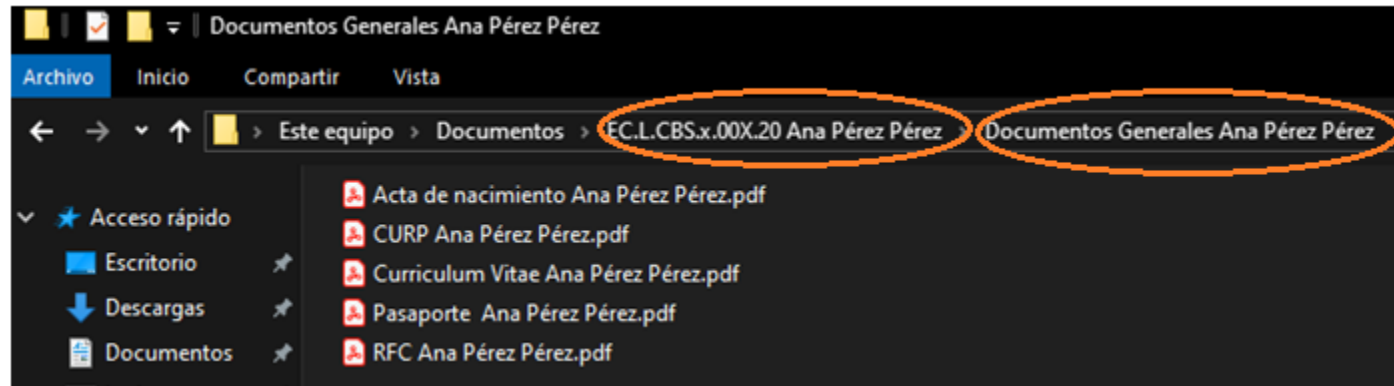 Documentos Generales Ana Pérez Pérez
Archivo Inicio Compartir Vista
Este equipo > Documentos > EC.L.CBS.x.00X.20 Ana Pérez Pérez > Documentos Generales Ana Pérez Pérez
Acceso rápido
Escritorio
Descargas
Documentos
Acta de nacimiento Ana Pérez Pérez.pdf
CURP Ana Pérez Pérez.pdf
Curriculum Vitae Ana Pérez Pérez.pdf
Pasaporte  Ana Pérez Pérez.pdf
RFC Ana Pérez Pérez.pdf